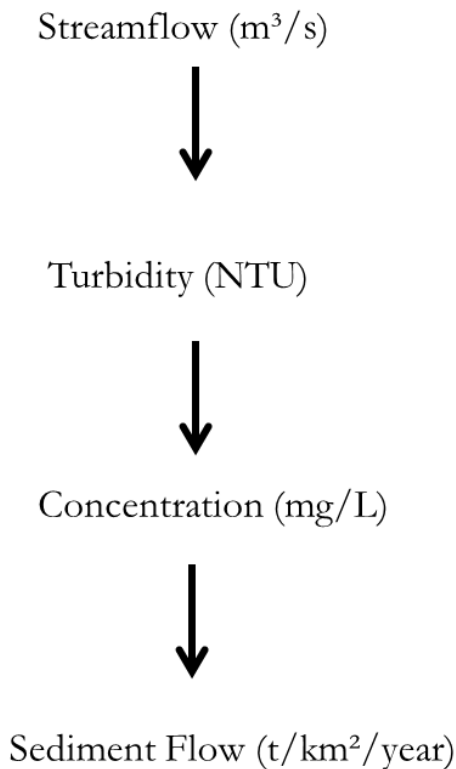 Streamflow (m³/s)
Turbidity (NTU)
Concentration (mg/L)
Sediment Flow (t/km²/year)